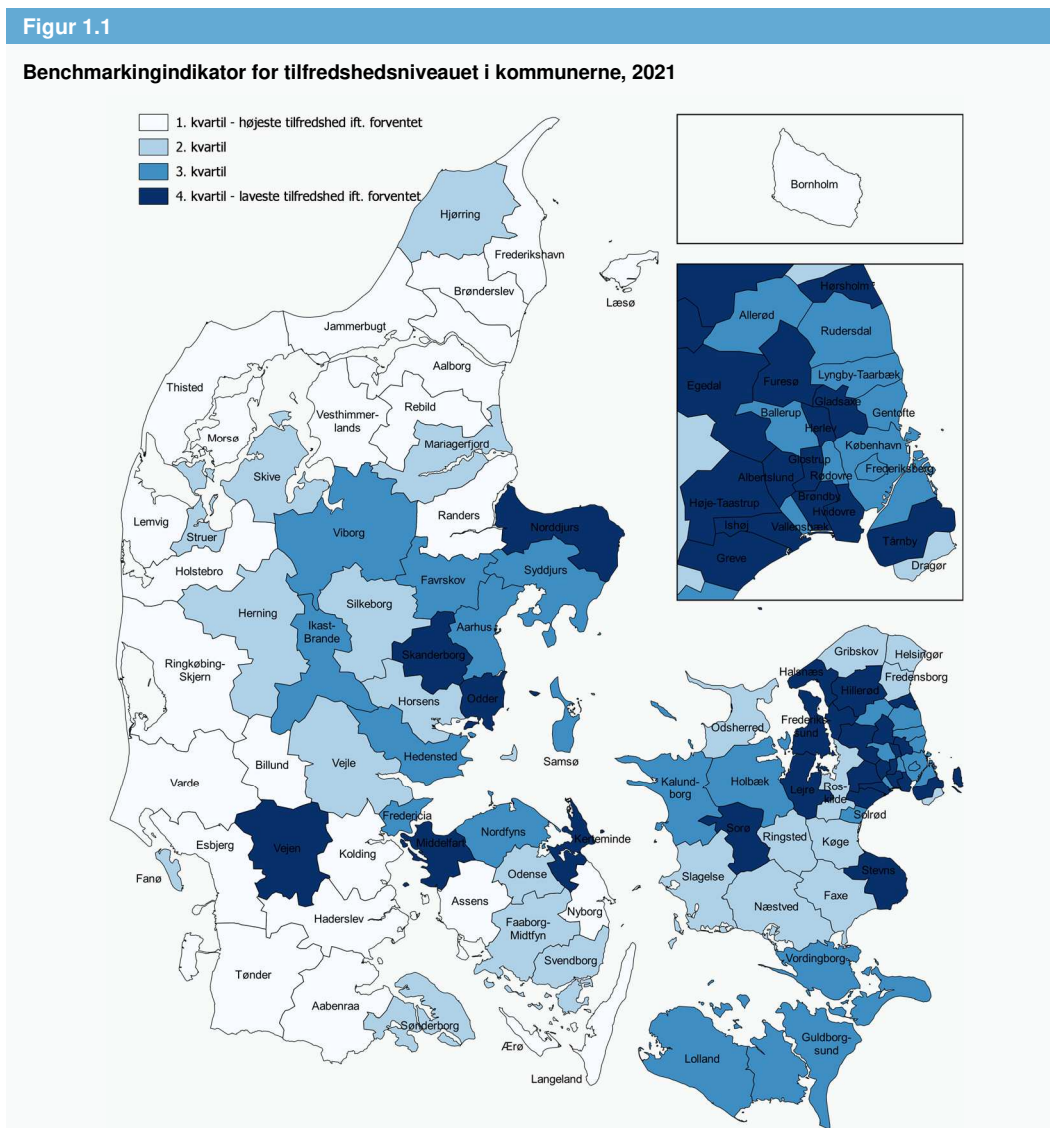 Figur 1.1
Benchmarkingindikator for tilfredshedsniveauet i kommunerne, 2021
1. kvartil - højeste tilfredshed ift. forventet
2. kvartil
3. kvartil
4. kvartil - laveste tilfredshed ift. forventet
Bornholm
Hjørring
Frederikshavn
Brønderslev
Læsø
Jammerbugt
Aalborg
Thisted
Rebild
Vesthimmer-
lands
Morsø
Mariagerfjord
Skive
Lemvig
Struer
Randers
Norddjurs
Viborg
Holstebro
Favrskov
Syddjurs
Silkeborg
Herning
Ikast-
Brande
Aarhus
Skanderborg
Ringkøbing-
Skjern
Horsens
Odder
Samsø
Hedensted
Billund
Vejle
Varde
Fredericia
Middelfart
Nordfyns
Kerteminde
Esbjerg
Vejen
Kolding
Fanø
Odense
Assens
Nyborg
Haderslev
Faaborg-
Midtfyn
Svendborg
Tønder
Aabenraa
Sønderborg
Ærø
Langeland
Hørsholm
Allerød
Rudersdal
Egedal
Furesø
Lyngby-Taarbæk
Gladsaxe
Ballerup
Gentofte
Herlev
København
Glostrup
Frederiksberg
Albertslund
Rødovre
Høje-Taastrup
Brøndby
Hvidovre
Ishøj
Vallensbæk
Greve
Tårnby
Dragør
Gribskov
Helsingør
Halsnæs
Fredensborg
Hillerød
Odsherred
Frederik-
sund
Kalund-
borg
Holbæk
Lejre
Ros-
kilde
Solrød
Sorø
Ringsted
Køge
Stevns
Slagelse
Faxe
Næstved
Vordingborg
Guldborg-
sund
Lolland